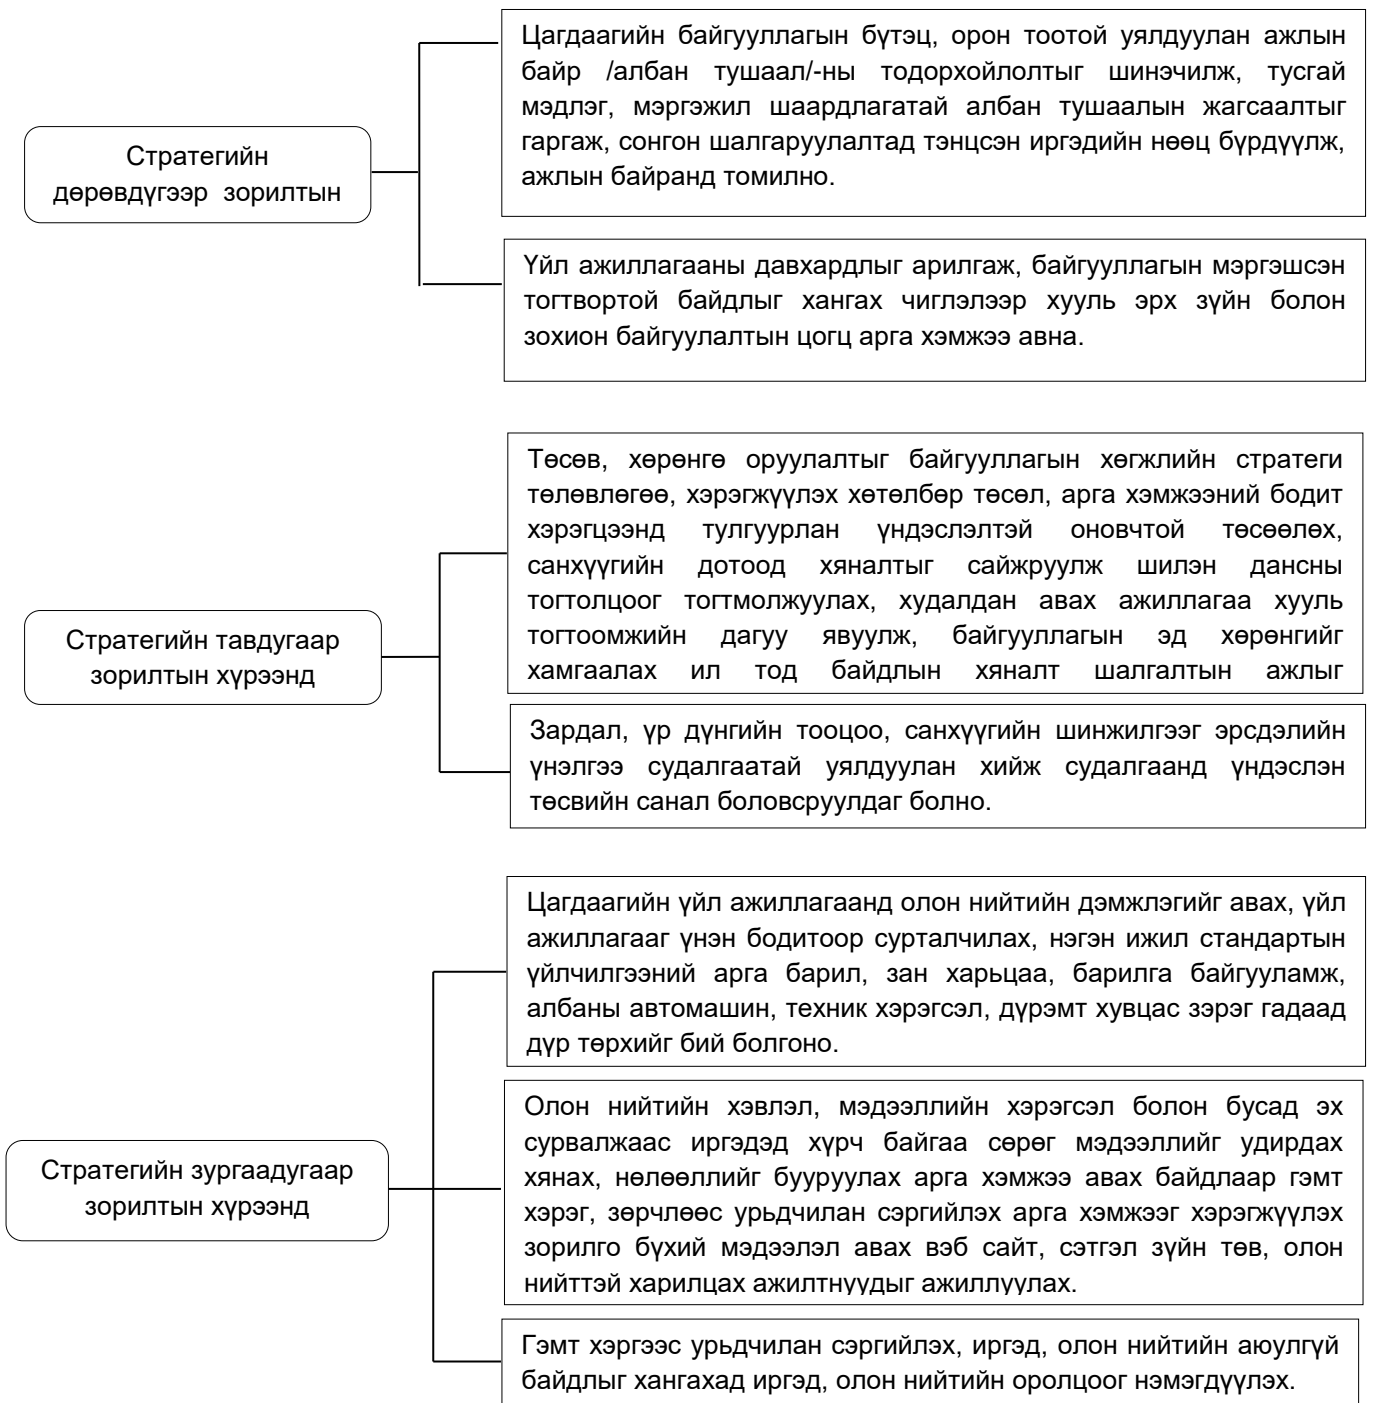 Цагдаагийн байгууллагын бүтэц, орон тоотой уялдуулан ажлын
байр /албан тушаал/-ны тодорхойлолтыг шинэчилж, тусгай
мэдлэг, мэргэжил шаардлагатай албан тушаалын жагсаалтыг
гаргаж, сонгон шалгаруулалтад тэнцсэн иргэдийн нөөц бүрдүүлж,
ажлын байранд томилно.
Стратегийн
дөрөвдүгээр зорилтын
Үйл ажиллагааны давхардлыг арилгаж, байгууллагын мэргэшсэн
тогтвортой байдлыг хангах чиглэлээр хууль эрх зүйн болон
зохион байгуулалтын цогц арга хэмжээ авна.
Төсөв, хөрөнгө оруулалтыг байгууллагын хөгжлийн стратеги
төлөвлөгөө, хэрэгжүүлэх хөтөлбөр төсөл, арга хэмжээний бодит
хэрэгцээнд тулгуурлан үндэслэлтэй оновчтой төсөөлөх,
санхүүгийн дотоод хяналтыг сайжруулж шилэн дансны
тогтолцоог тогтмолжуулах, худалдан авах ажиллагаа хууль
тогтоомжийн дагуу явуулж, байгууллагын эд хөрөнгийг
хамгаалах ил тод байдлын хяналт шалгалтын ажлыг
Стратегийн тавдугаар
зорилтын хүрээнд
Зардал, үр дүнгийн тооцоо, санхүүгийн шинжилгээг эрсдэлийн
үнэлгээ судалгаатай уялдуулан хийж судалгаанд үндэслэн
төсвийн санал боловсруулдаг болно.
Цагдаагийн үйл ажиллагаанд олон нийтийн дэмжлэгийг авах, үйл
ажиллагааг үнэн бодитоор сурталчилах, нэгэн ижил стандартын
үйлчилгээний арга барил, зан харьцаа, барилга байгууламж,
албаны автомашин, техник хэрэгсэл, дүрэмт хувцас зэрэг гадаад
дүр төрхийг бий болгоно.
Олон нийтийн хэвлэл, мэдээллийн хэрэгсэл болон бусад эх
сурвалжаас иргэдэд хүрч байгаа сөрөг мэдээллийг удирдах
хянах, нөлөөллийг бууруулах арга хэмжээ авах байдлаар гэмт
хэрэг, зөрчлөөс урьдчилан сэргийлэх арга хэмжээг хэрэгжүүлэх
зорилго бүхий мэдээлэл авах вэб сайт, сэтгэл зүйн төв, олон
нийттэй харилцах ажилтнуудыг ажиллуулах.
Стратегийн зургаадугаар
зорилтын хүрээнд
Гэмт хэргээс урьдчилан сэргийлэх, иргэд, олон нийтийн аюулгүй
байдлыг хангахад иргэд, олон нийтийн оролцоог нэмэгдүүлэх.